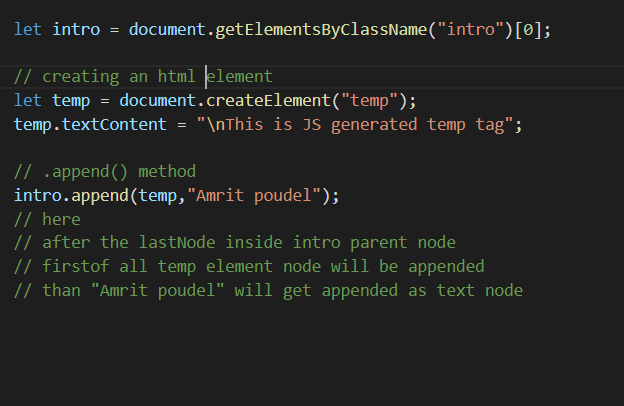 let intro = document.getElementsByClassName("intro")[0];
// creating an html element
let temp = document.createElement("temp");
temp.textContent = "\nThis is JS generated temp tag";
// .append() method
intro.append(temp,"Amrit poudel");
// here
// after the lastNode inside intro parent node
// firstof all temp element node will be appended
// than "Amrit poudel" will get appended as text node